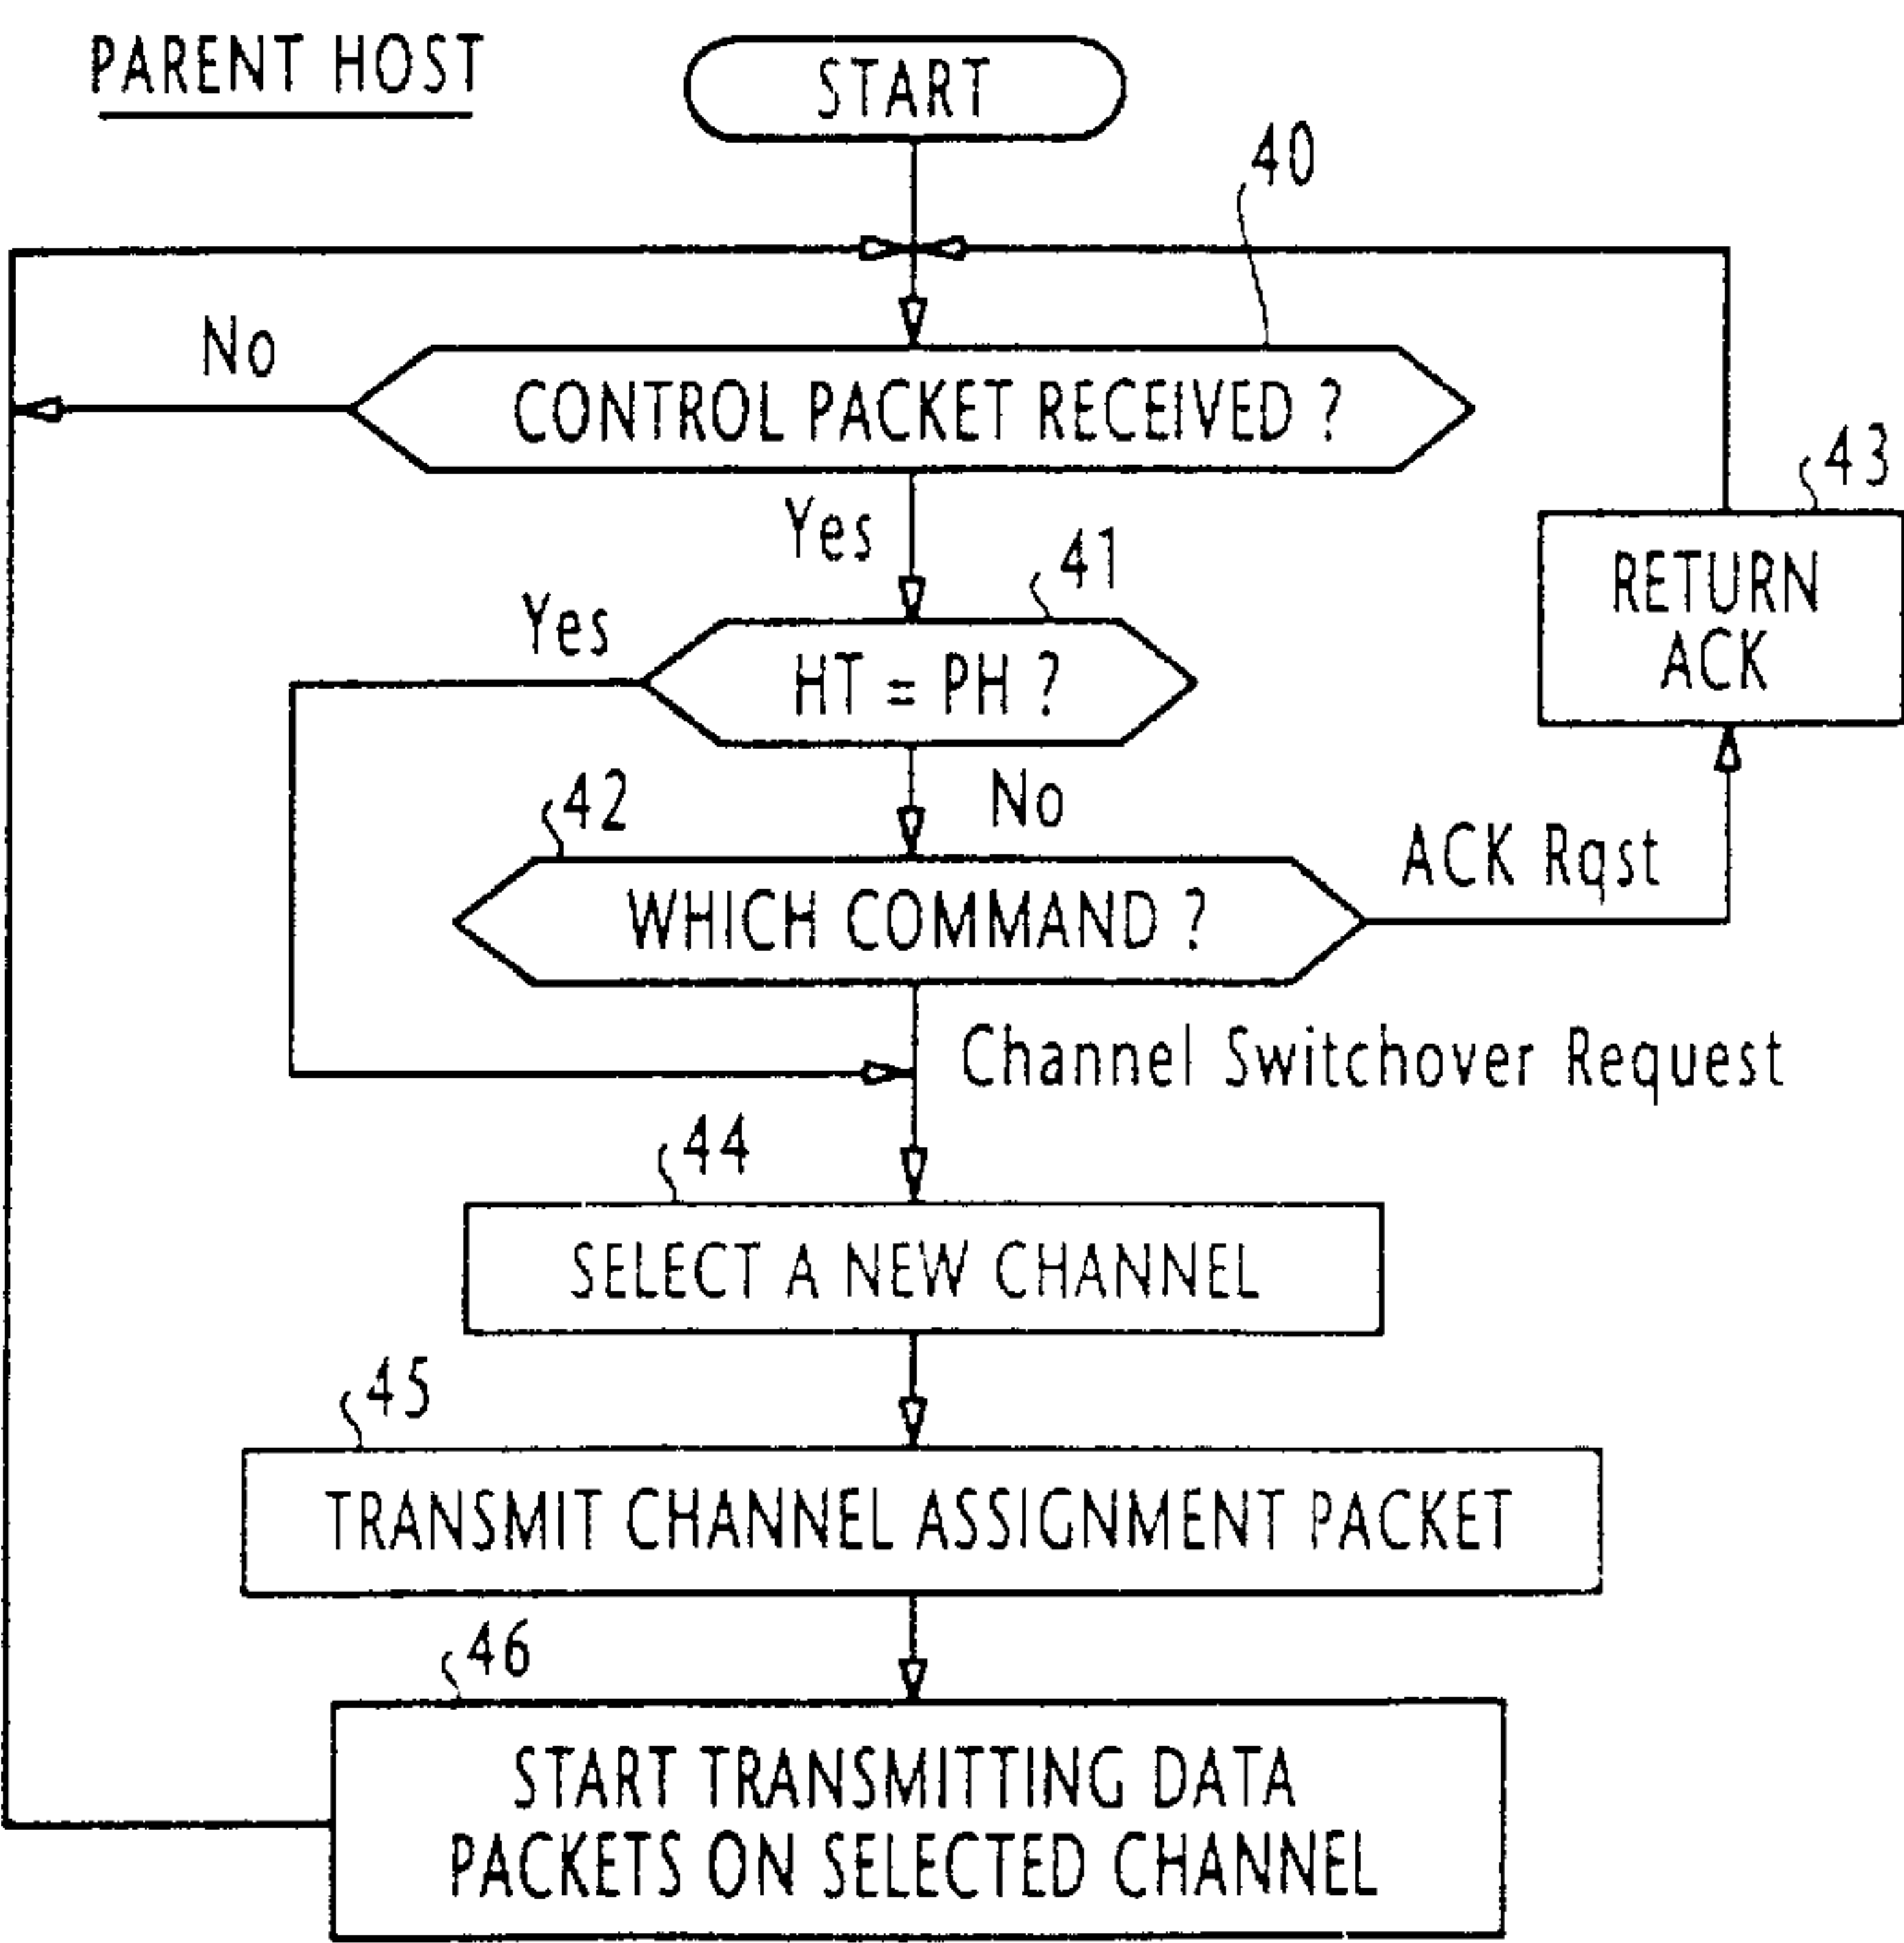 PARENT HOST
START
40
No
CONTROL PACKET RECEIVED ?
43
Yes
41
RETURN
ACK
Yes
HT = PH ?
42
No
ACK Rqst
WHICH COMMAND ?
Channel Switchover Request
44
SELECT A NEW CHANNEL
45
TRANSMIT CHANNEL ASSIGNMENT PACKET
46
START TRANSMITTING DATA
PACKETS ON SELECTED CHANNEL